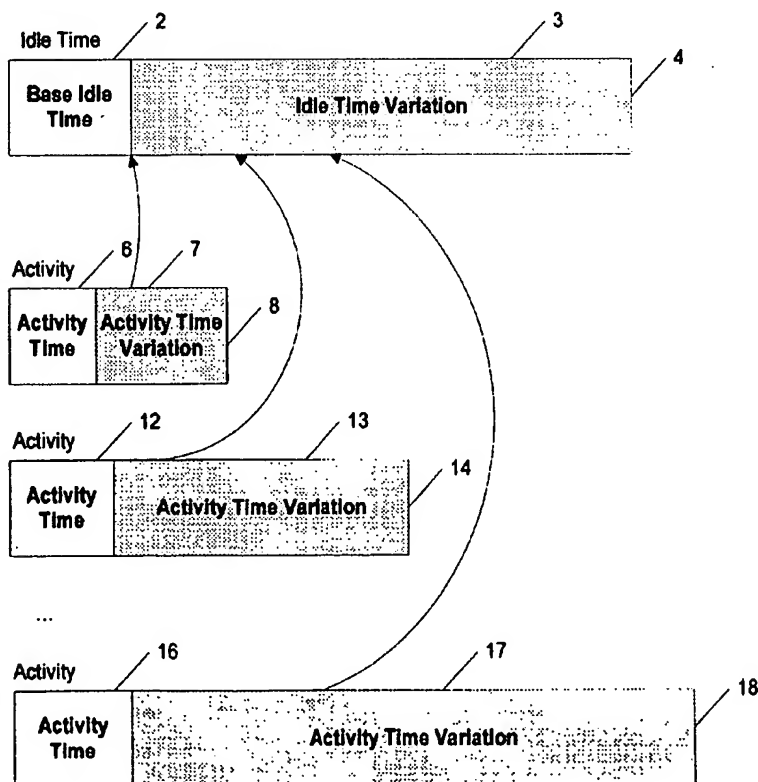 2
3
Idle Time
4
Base Idle
Time
Idle Time Variation
6
7
Activity
8
Activity
Time
Activity Time
Variation
12
Activity
13
14
Activity
Time
Activity Time Variation
...
16
17
Activity
18
Activity
Time
Activity Time Variation